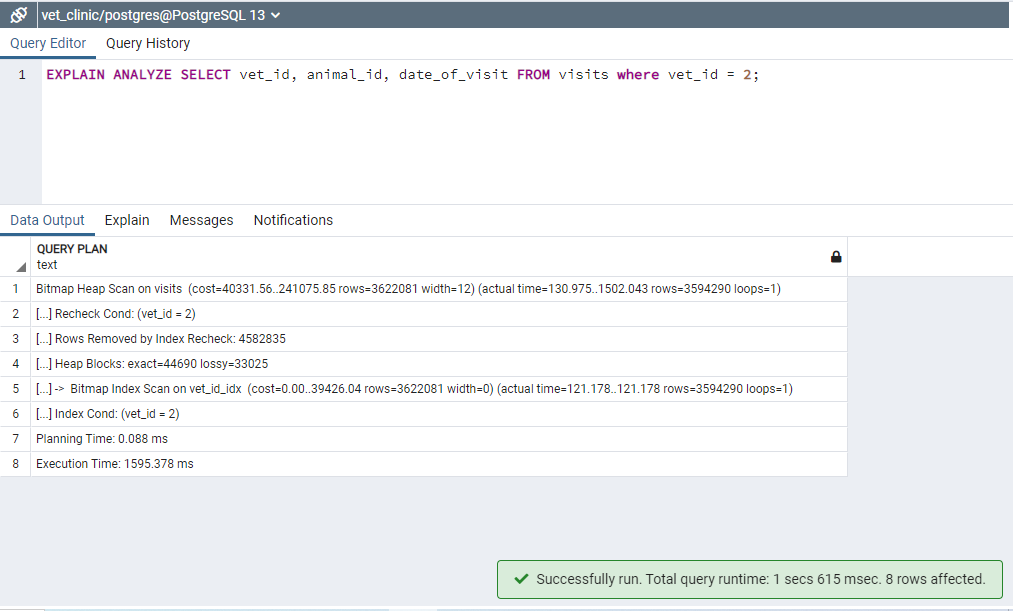 vet_clinic/postgres@PostgreSQL 13
Query Editor Query History
1 EXPLAIN ANALYZE SELECT vet_id, animal_id, date_of_visit FROM visits where vet_id = 2;
Data Output Explain Messages Notifications
QUERY PLAN
text
1 Bitmap Heap Scan on visits (cost=40331.56..241075.85 rows=3622081 width=12) (actual time=130.975..1502.043 rows=3594290 loops=1)
2 [...] Recheck Cond: (vet_id = 2)
3 [...] Rows Removed by Index Recheck: 4582835
4 [...] Heap Blocks: exact=44690 lossy=33025
5 [...] -> Bitmap Index Scan on vet_id_idx (cost=0.00..39426.04 rows=3622081 width=0) (actual time=121.178..121.178 rows=3594290 loops=1)
6 [...] Index Cond: (vet_id = 2)
7 Planning Time: 0.088 ms
8 Execution Time: 1595.378 ms
Successfully run. Total query runtime: 1 secs 615 msec. 8 rows affected.